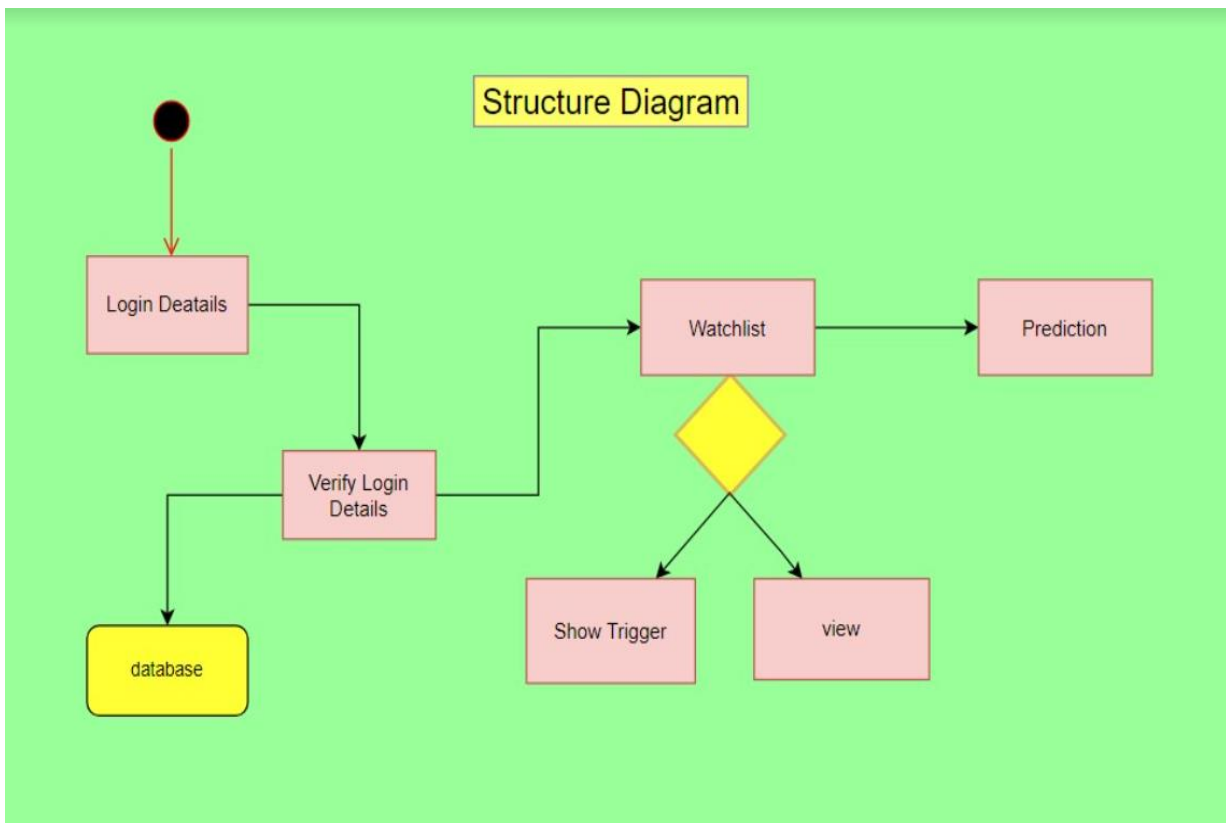 Structure Diagram
Login Deatails
Watchlist
Prediction
Verify Login
Details
Show Trigger
view
database